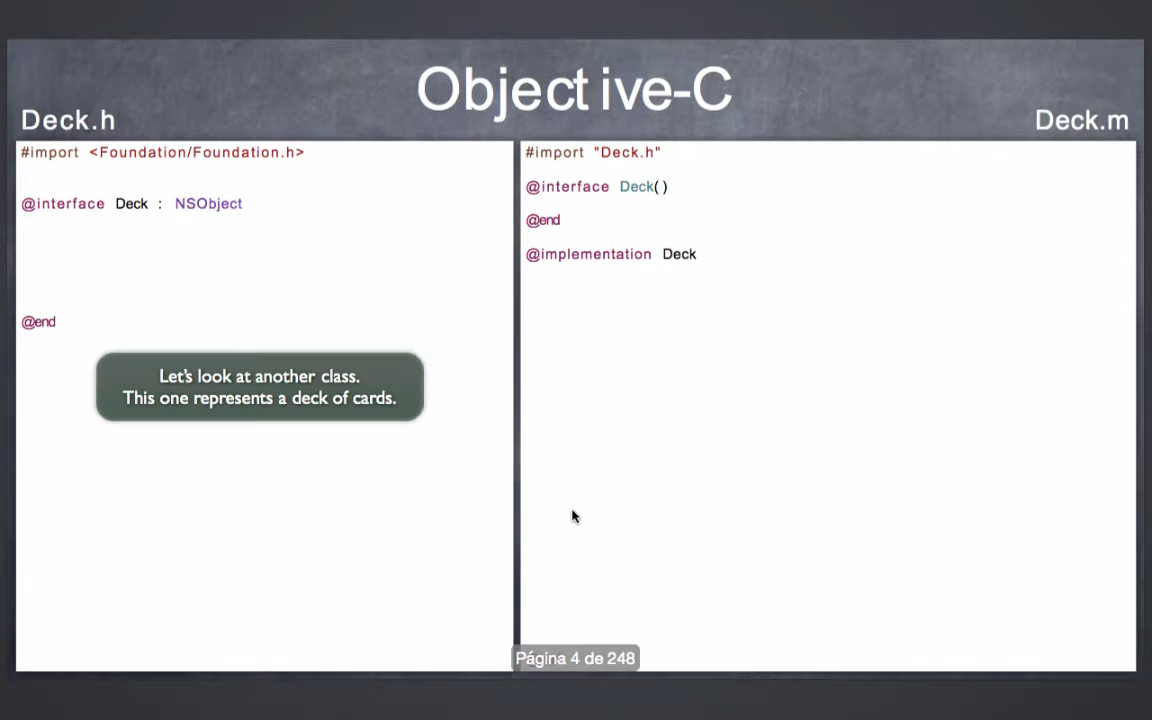 Objective-C
Deck.h
Deck.m
#import <Foundation/Foundation.h>
@interface Deck : NSObject
@end
Let's look at another class.
This one represents a deck of cards.
#import "Deck.h"
@interface Deck()
@end
@implementation Deck
Página 4 de 248